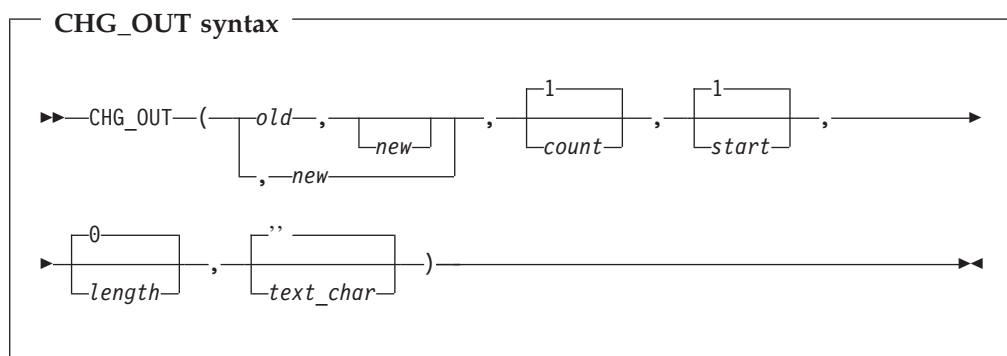 CHG_OUT syntax
1 1
CHG_OUT ( old , , , , ,
new count start
, new
0 ’’
, )
length text_char